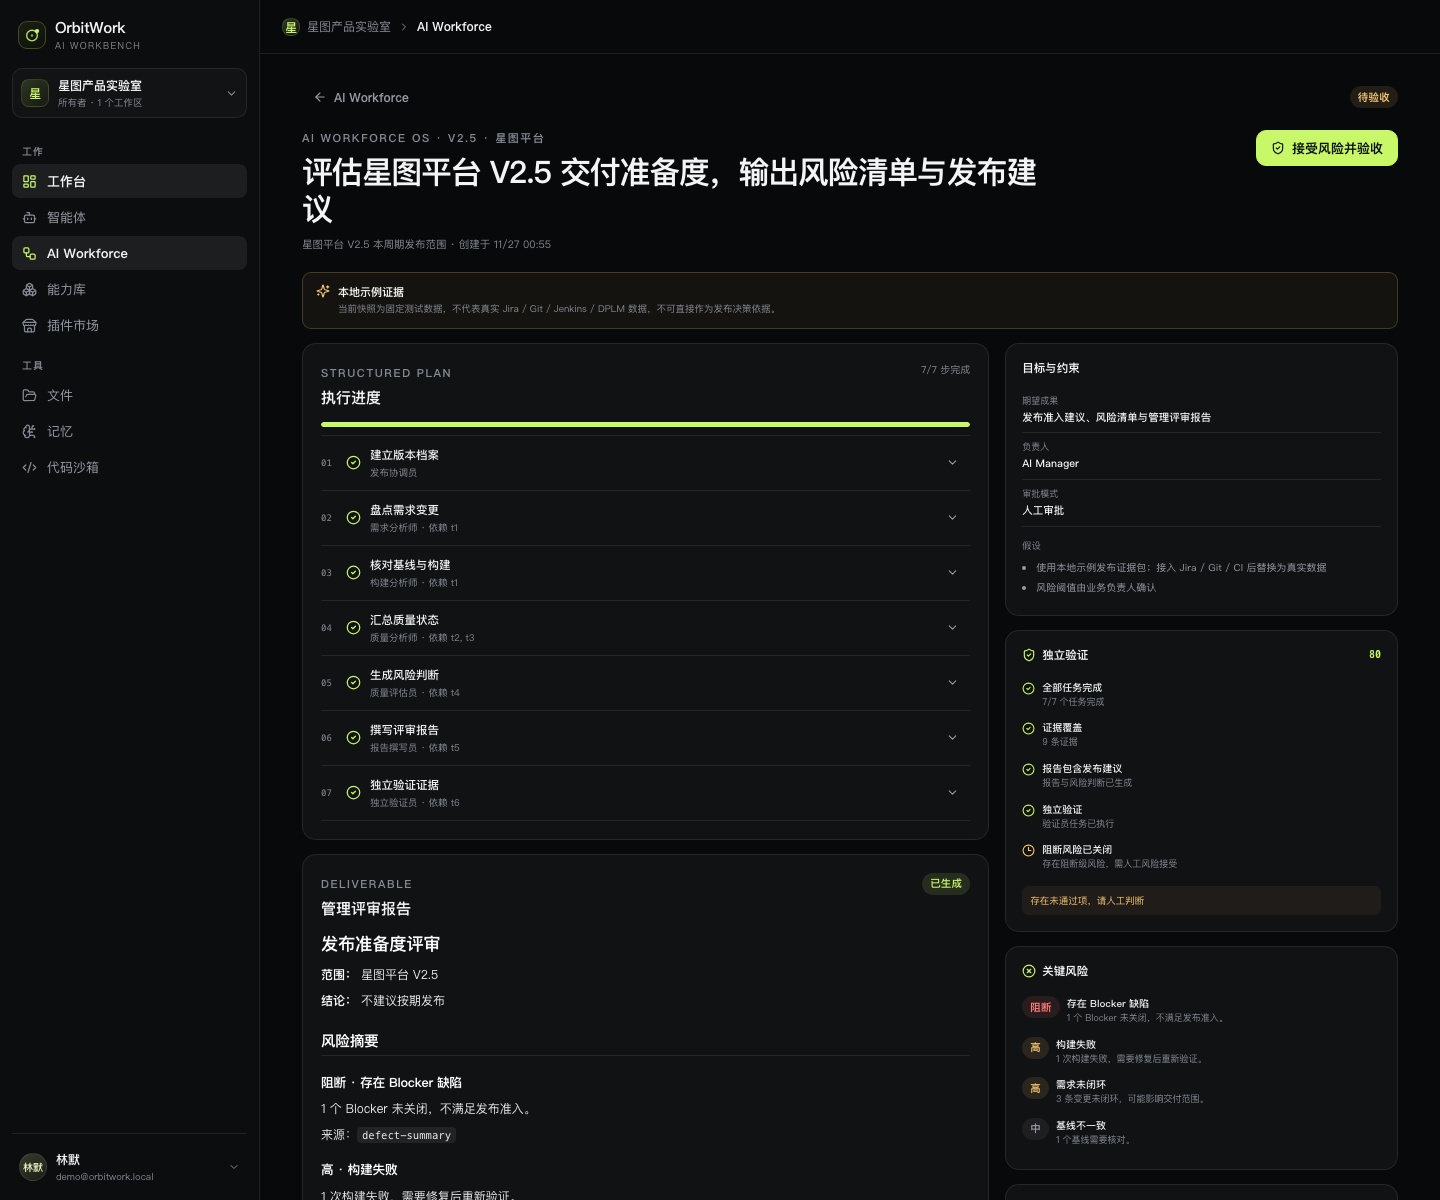 OrbitWork
AI WORKBENCH
星
星图产品实验室
所有者 · 1 个工作区
工作
工作台
智能体
AI Workforce
能力库
插件市场
工具
文件
记忆
代码沙箱
林默
林默
demo@orbitwork.local
星 星图产品实验室 AI Workforce
AI Workforce
待验收
AI WORKFORCE OS · V2.5 · 星图平台
评估星图平台 V2.5 交付准备度，输出风险清单与发布建
议
星图平台 V2.5 本周期发布范围 · 创建于 11/27 00:55
接受风险并验收
本地示例证据
当前快照为固定测试数据，不代表真实 Jira / Git / Jenkins / DPLM 数据，不可直接作为发布决策依据。
STRUCTURED PLAN
7/7 步完成
执行进度
01
建立版本档案
发布协调员
02
盘点需求变更
需求分析师 · 依赖 t1
03
核对基线与构建
构建分析师 · 依赖 t1
04
汇总质量状态
质量分析师 · 依赖 t2, t3
05
生成风险判断
质量评估员 · 依赖 t4
06
撰写评审报告
报告撰写员 · 依赖 t5
07
独立验证证据
独立验证员 · 依赖 t6
DELIVERABLE
已生成
管理评审报告
发布准备度评审
范围： 星图平台 V2.5
结论： 不建议按期发布
风险摘要
阻断 · 存在 Blocker 缺陷
1 个 Blocker 未关闭，不满足发布准入。
来源： defect-summary
高 · 构建失败
1 次构建失败，需要修复后重新验证。
目标与约束
期望成果
发布准入建议、风险清单与管理评审报告
负责人
AI Manager
审批模式
人工审批
假设
使用本地示例发布证据包；接入 Jira / Git / CI 后替换为真实数据
风险阈值由业务负责人确认
独立验证
80
全部任务完成
7/7 个任务完成
证据覆盖
9 条证据
报告包含发布建议
报告与风险判断已生成
独立验证
验证员任务已执行
阻断风险已关闭
存在阻断级风险，需人工风险接受
存在未通过项，请人工判断
关键风险
阻断
存在 Blocker 缺陷
1 个 Blocker 未关闭，不满足发布准入。
高
构建失败
1 次构建失败，需要修复后重新验证。
高
需求未闭环
3 条变更未闭环，可能影响交付范围。
中
基线不一致
1 个基线需要核对。